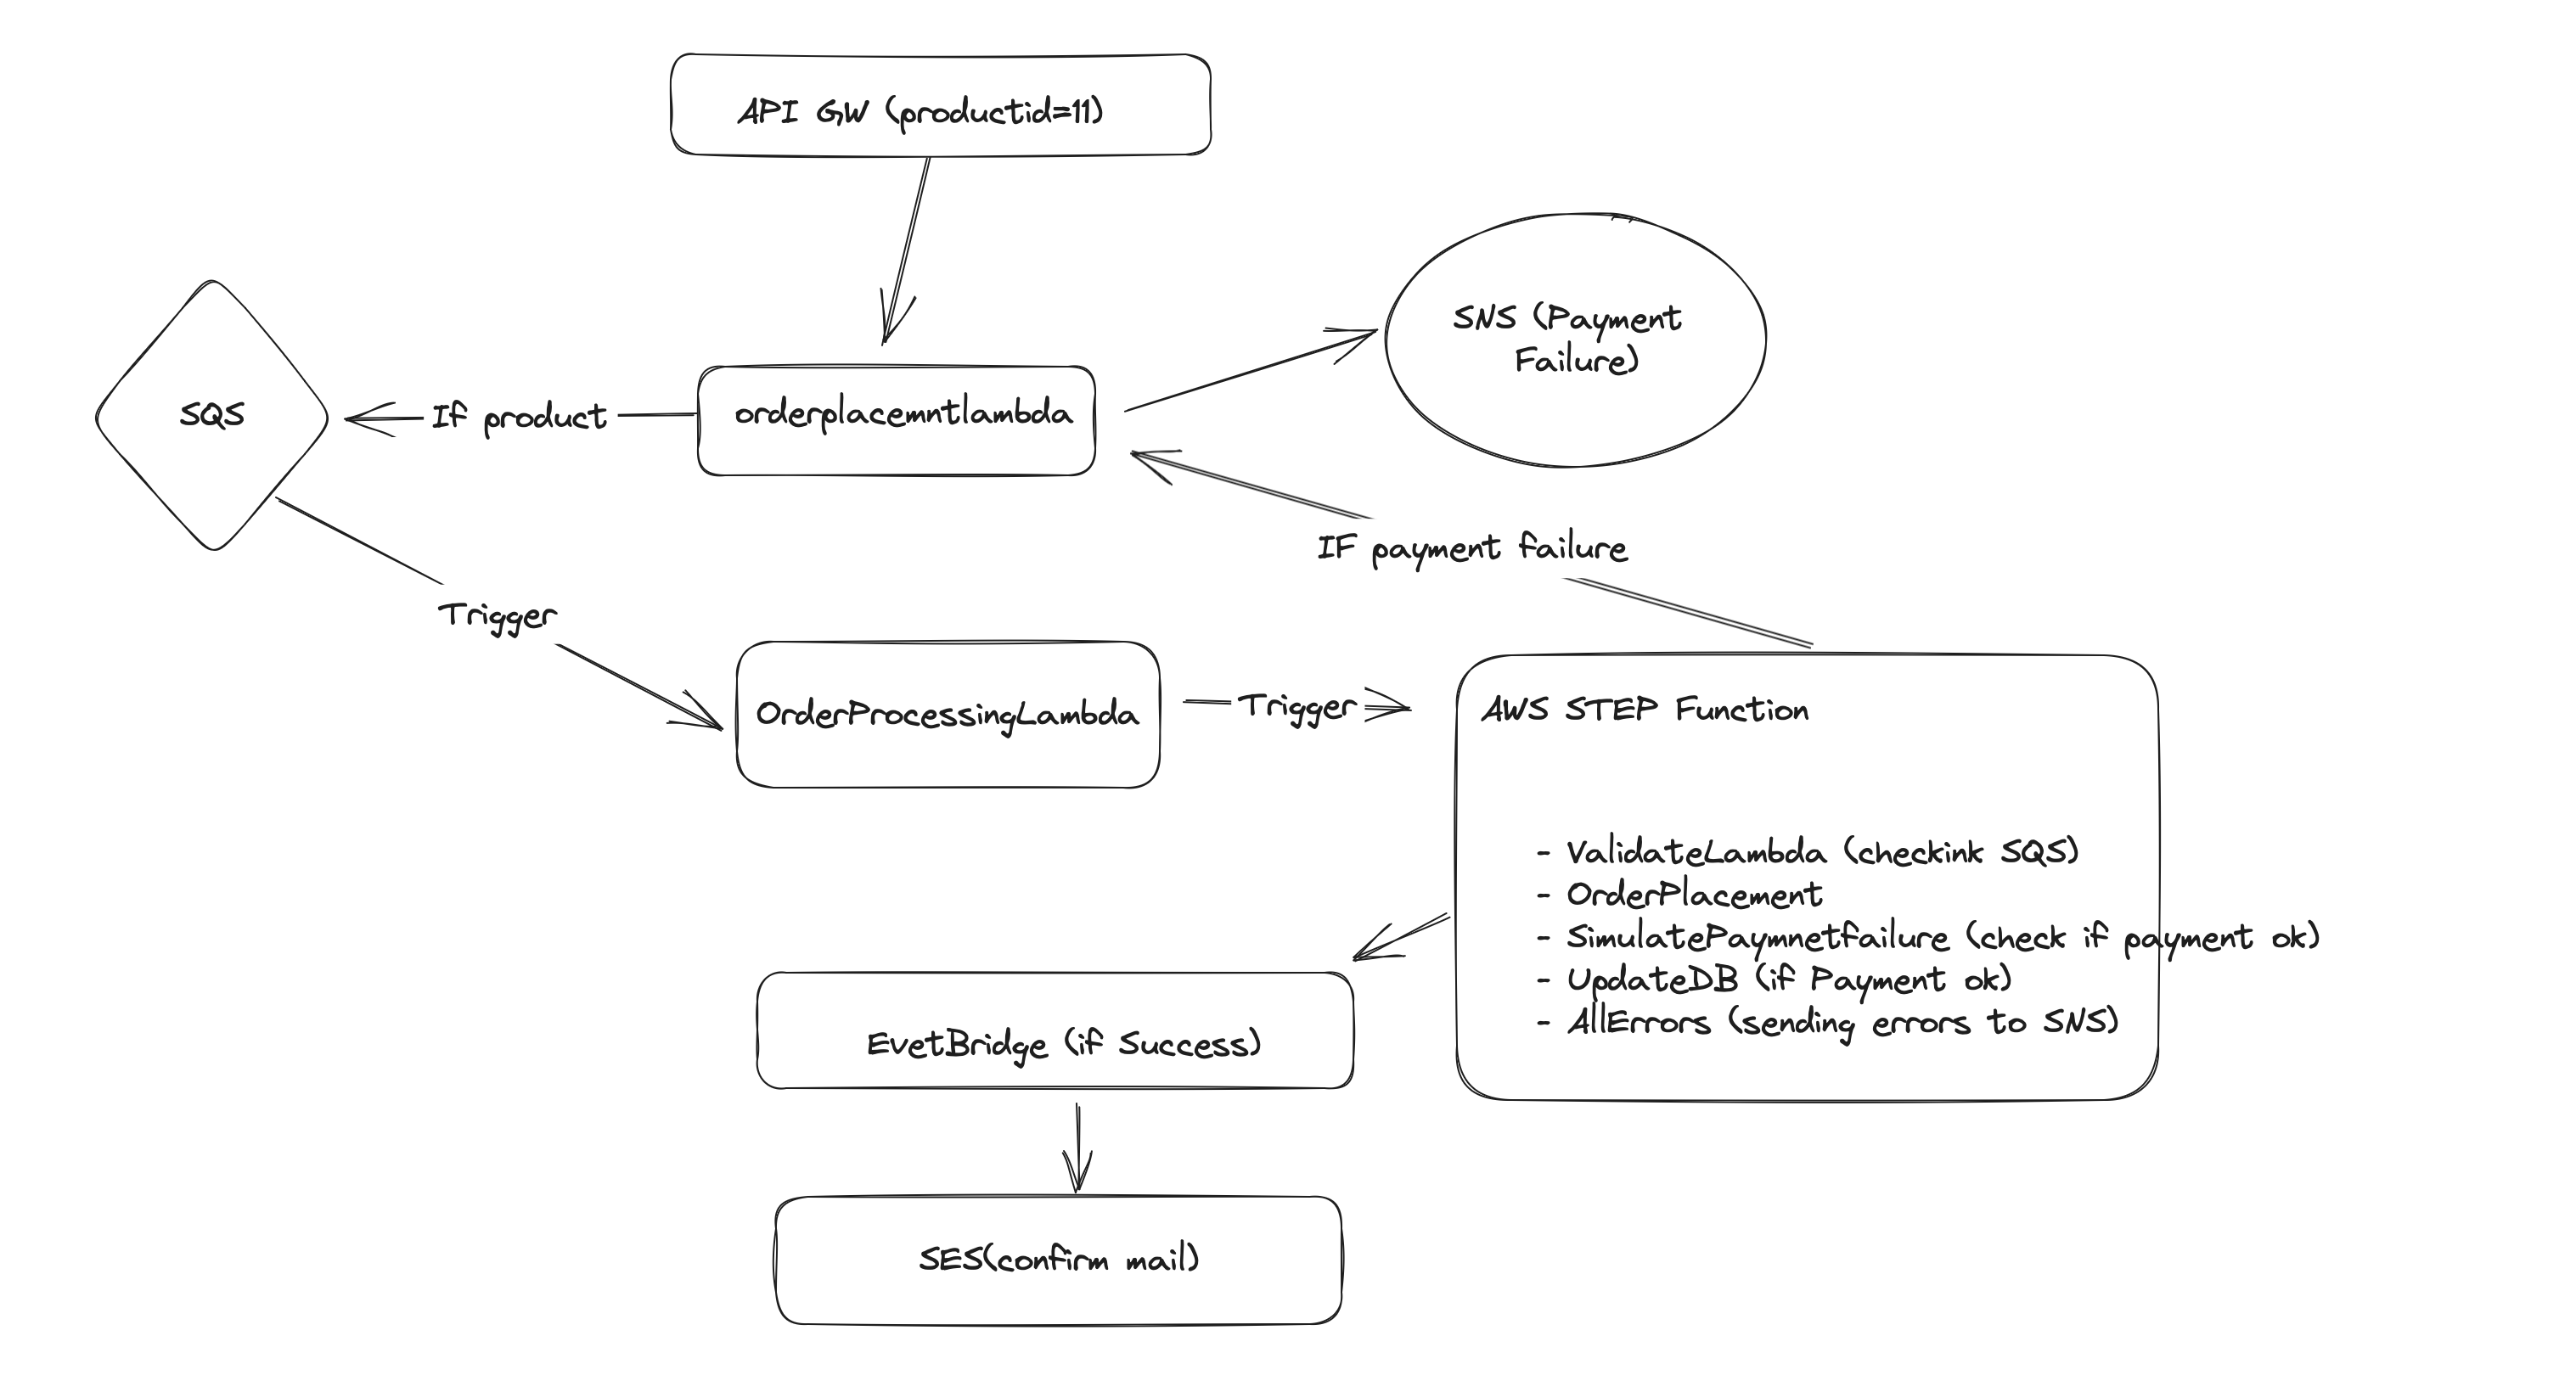 API GW (productid=11)
SNS (Payment
Failure)
SQS
If product
orderplacemntlambda
IF payment failure
Trigger
OrderProcessingLambda
Trigger
AWS STEP Function
- ValidateLambda (checkink SQS)
- OrderPlacement
- SimulatePaymnetfailure (check if payment ok)
- UpdateDB (if Payment ok)
- AllErrors (sending errors to SNS)
EvetBridge (if Success)
SES(confirm mail)